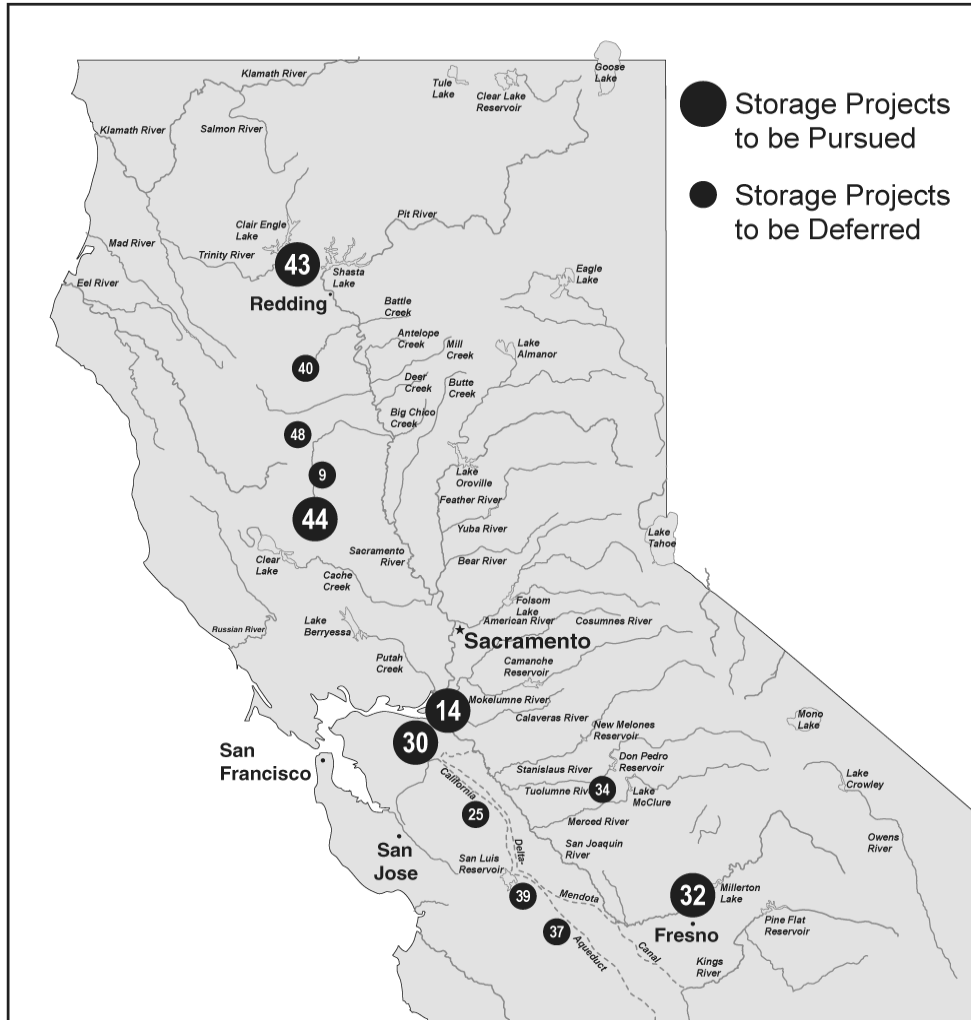 Klamath River
Goose
Lake
Tule
Lake
Clear Lake
Reservoir
Storage Projects
to be Pursued
Storage Projects
to be Deferred
Klamath River
Salmon River
Pit River
Clair Engle
Lake
Mad River
Trinity River
43
Shasta
Lake
Eel River
Redding
Eagle
Lake
Battle
Creek
Antelope
Creek
Mill
Creek
Lake
Almanor
40
Deer
Creek
Butte
Creek
Big Chico
Creek
48
9
Lake
Oroville
Feather River
44
Yuba River
Lake
Tahoe
Clear
Lake
Sacramento
River
Bear River
Cache
Creek
Folsom
Lake
American River
Cosumnes River
Lake
Berryessa
Russian River
Sacramento
Putah
Creek
Camanche
Reservoir
14
Mokelumne River
Calaveras River
New Melones
Reservoir
Mono
Lake
30
San
Francisco
Don Pedro
Reservoir
Stanislaus River
California
Tuolumne Riv
34
Lake
McClure
Lake
Crowley
25
Merced River
Delta-
San Joaquin
River
Owens
River
San
Jose
San Luis
Reservoir
39
Mendota
32
Millerton
Lake
Pine Flat
Reservoir
37
Fresno
Aqueduct
Canal
Kings
River